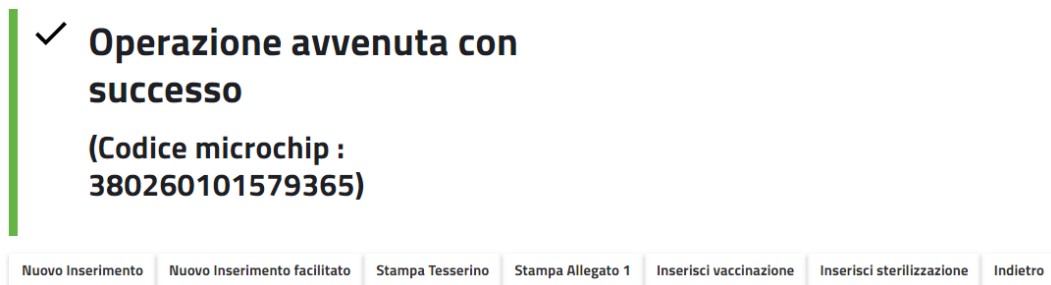 Operazione avvenuta con
successo
(Codice microchip :
380260101579365)
Nuovo Inserimento Nuovo Inserimento facilitato Stampa Tesserino Stampa Allegato 1 Inserisci vaccinazione Inserisci sterilizzazione Indietro